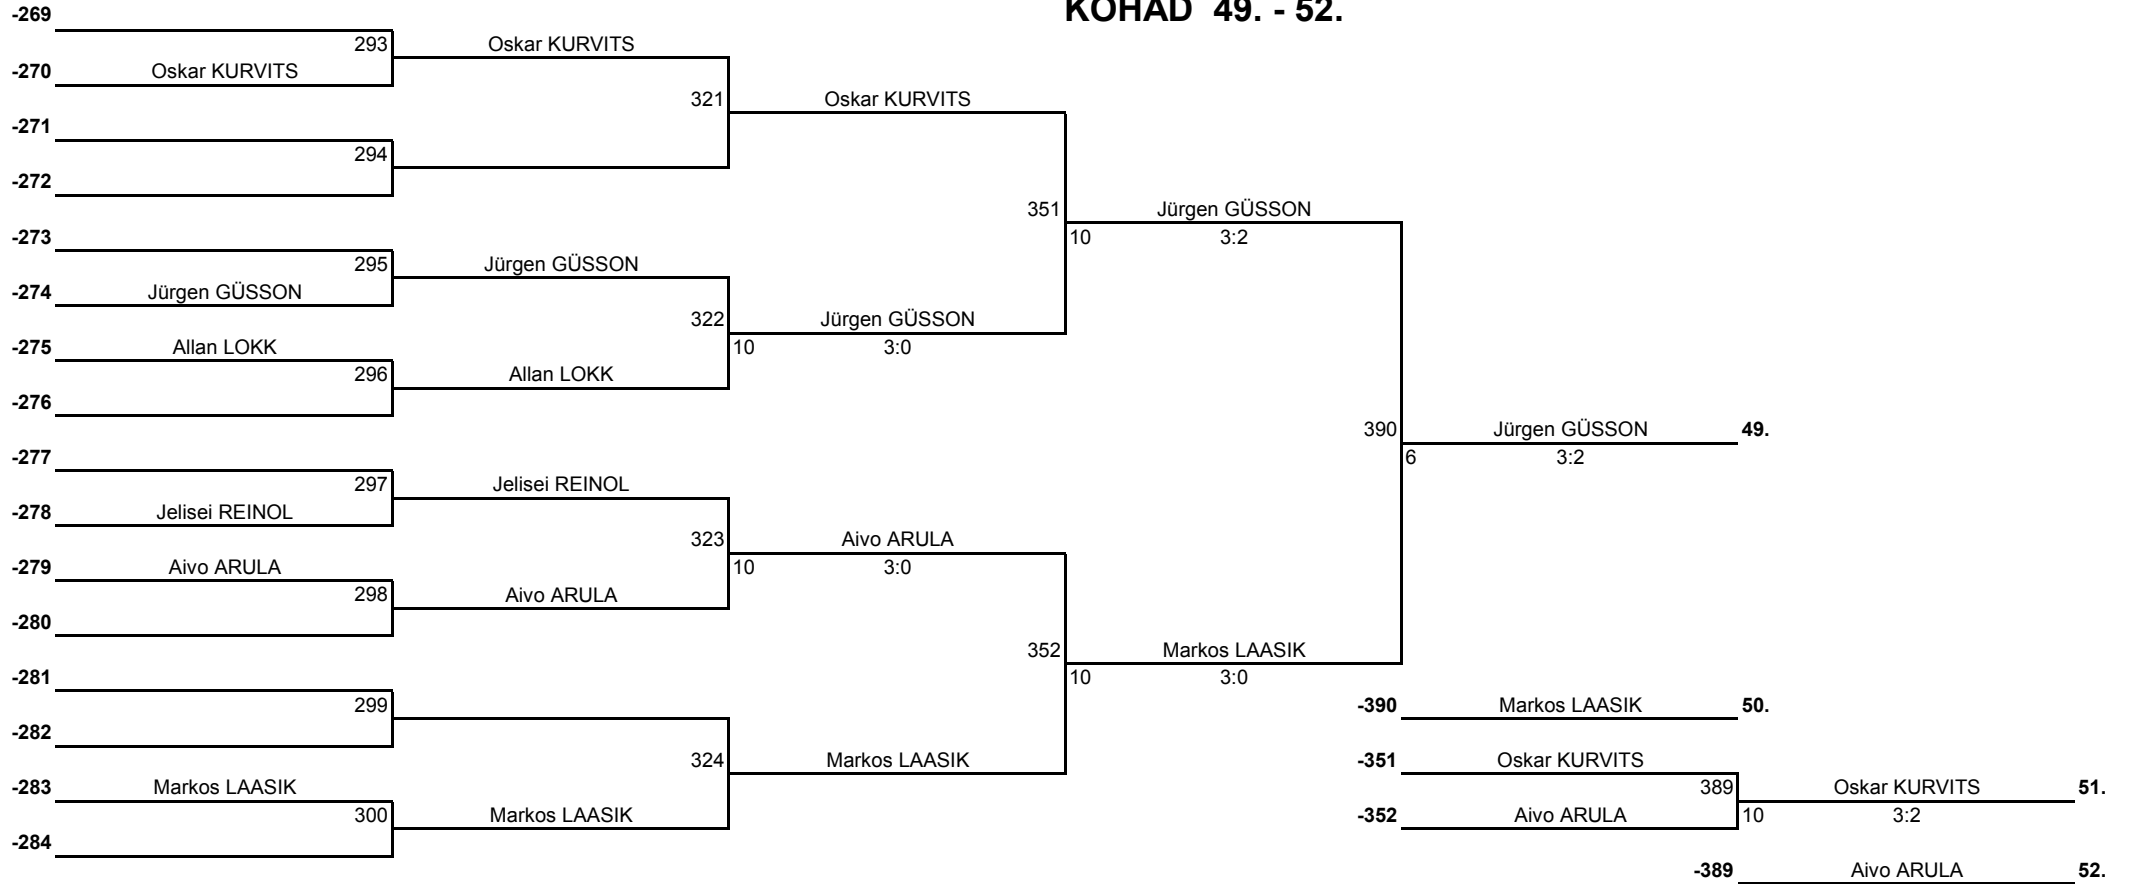 KOHAD 49. - 52.
-269
293 Oskar KURVITS
-270 Oskar KURVITS
321 Oskar KURVITS
-271
294
-272
351 Jürgen GÜSSON
-273
10 3:2
295 Jürgen GÜSSON
-274 Jürgen GÜSSON
322 Jürgen GÜSSON
-275 Allan LOKK
10 3:0
296 Allan LOKK
-276
390 Jürgen GÜSSON 49.
-277
6 3:2
297 Jelisei REINOL
-278 Jelisei REINOL
323 Aivo ARULA
-279 Aivo ARULA
10 3:0
298 Aivo ARULA
-280
352 Markos LAASIK
-281
10 3:0
299
-390 Markos LAASIK 50.
-282
324 Markos LAASIK
-351 Oskar KURVITS
-283 Markos LAASIK
389 Oskar KURVITS 51.
300 Markos LAASIK
-352 Aivo ARULA
10 3:2
-284
-389 Aivo ARULA 52.